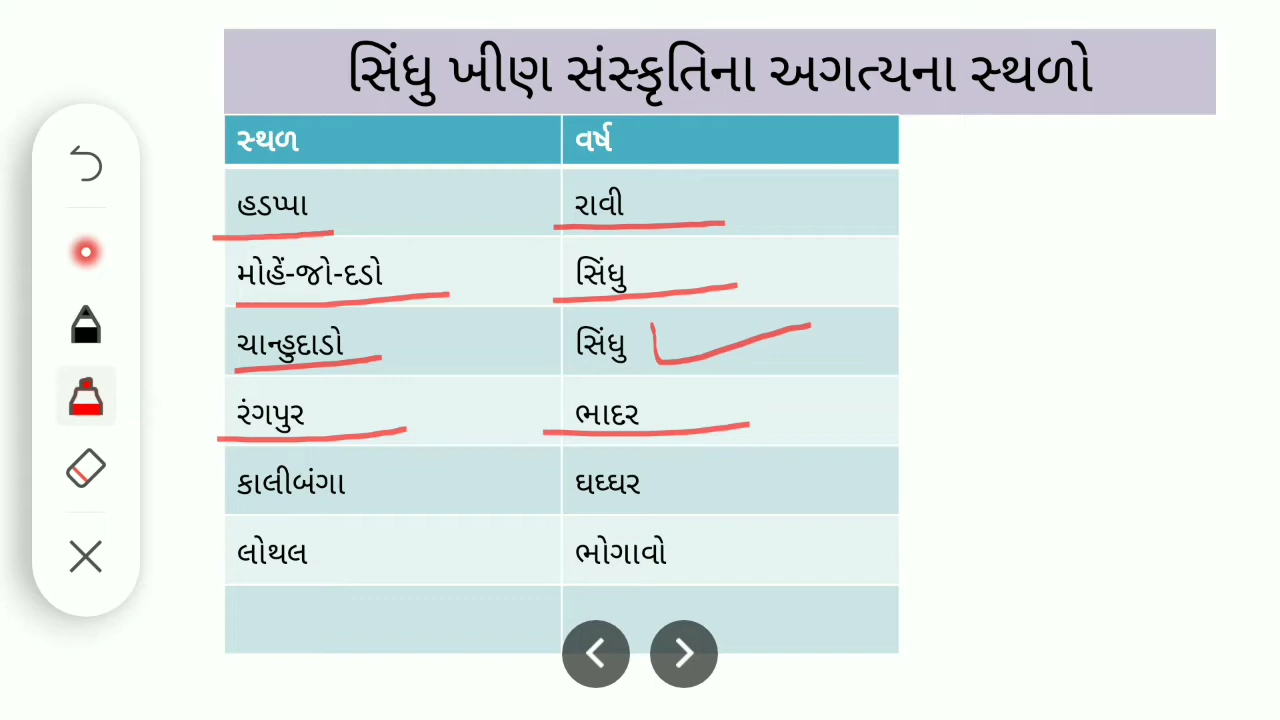 સિંધુ ખીણ સંસ્કૃતિના અગત્યના સ્થળો
સ્થળ વર્ષ
હડપ્પા રાવી
મોહેં-જો-દડો સિંધુ
ચાન્હુદાડો સિંધુ
રંગપુર ભાદર
કાલીબંગા ઘઘ્ઘર
લોથલ ભોગાવો